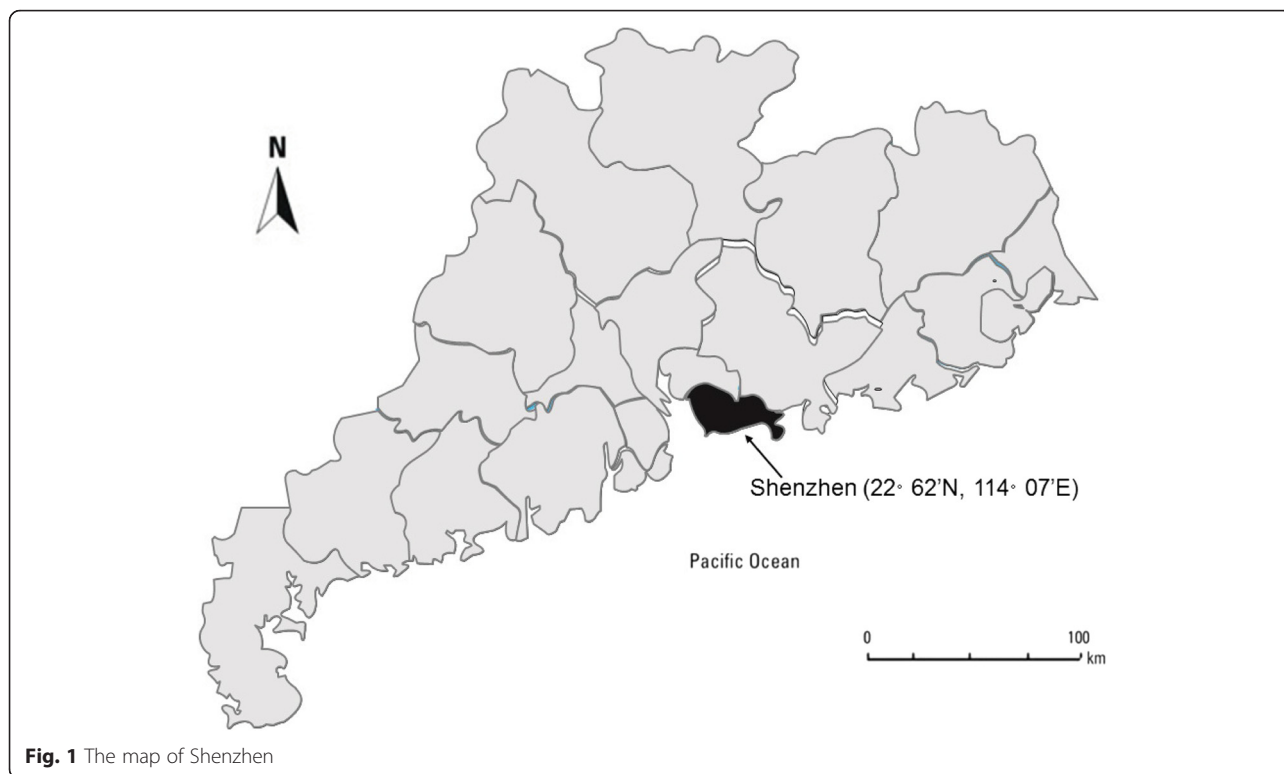 N
Shenzhen (22° 62’N, 114° 07’E)
Pacific Ocean
0 100
km
Fig. 1 The map of Shenzhen